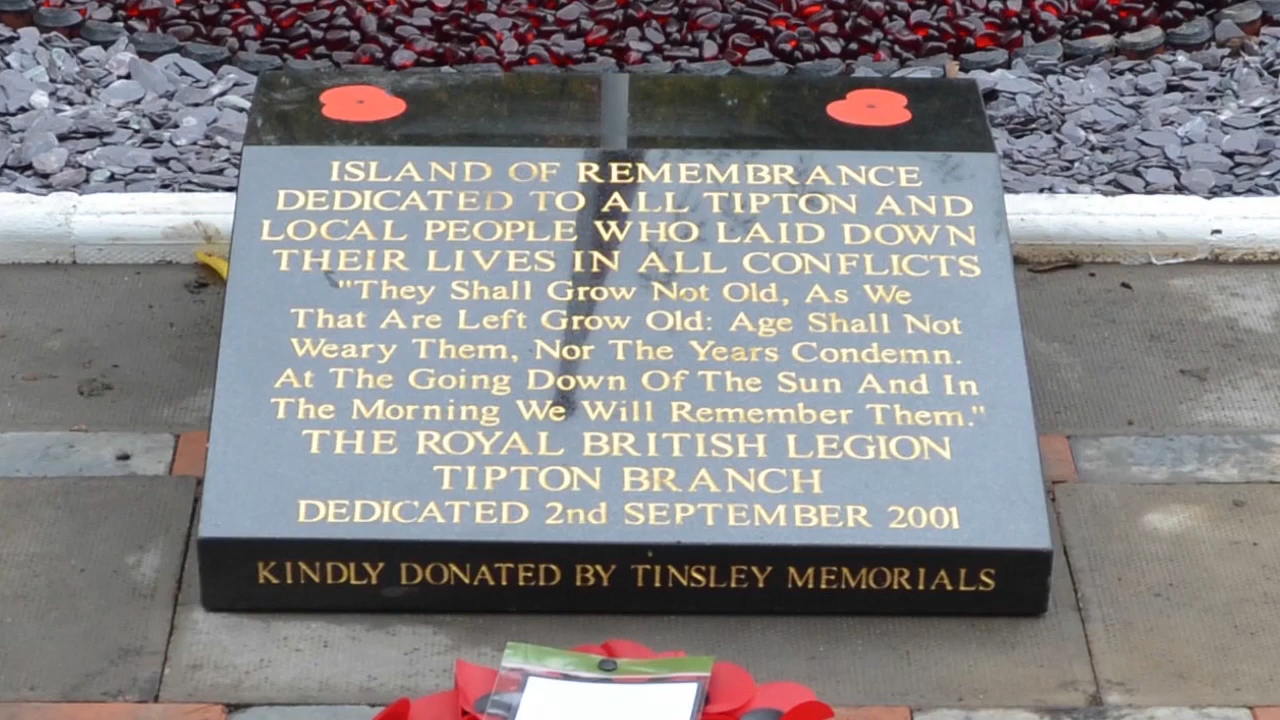 ISLAND OF REMEMBRANCE
DEDICATED TO ALL TIPTON AND
LOCAL PEOPLE WHO LAID DOWN
THEIR LIVES IN ALL CONFLICTS
"They Shall Grow Not Old, As We
That Are Left Grow Old: Age Shall Not
Weary Them, Nor The Years Condemn.
At The Going Down Of The Sun And In
The Morning We Will Remember Them."
THE ROYAL BRITISH LEGION
TIPTON BRANCH
DEDICATED 2nd SEPTEMBER 2001
KINDLY DONATED BY TINSLEY MEMORIALS